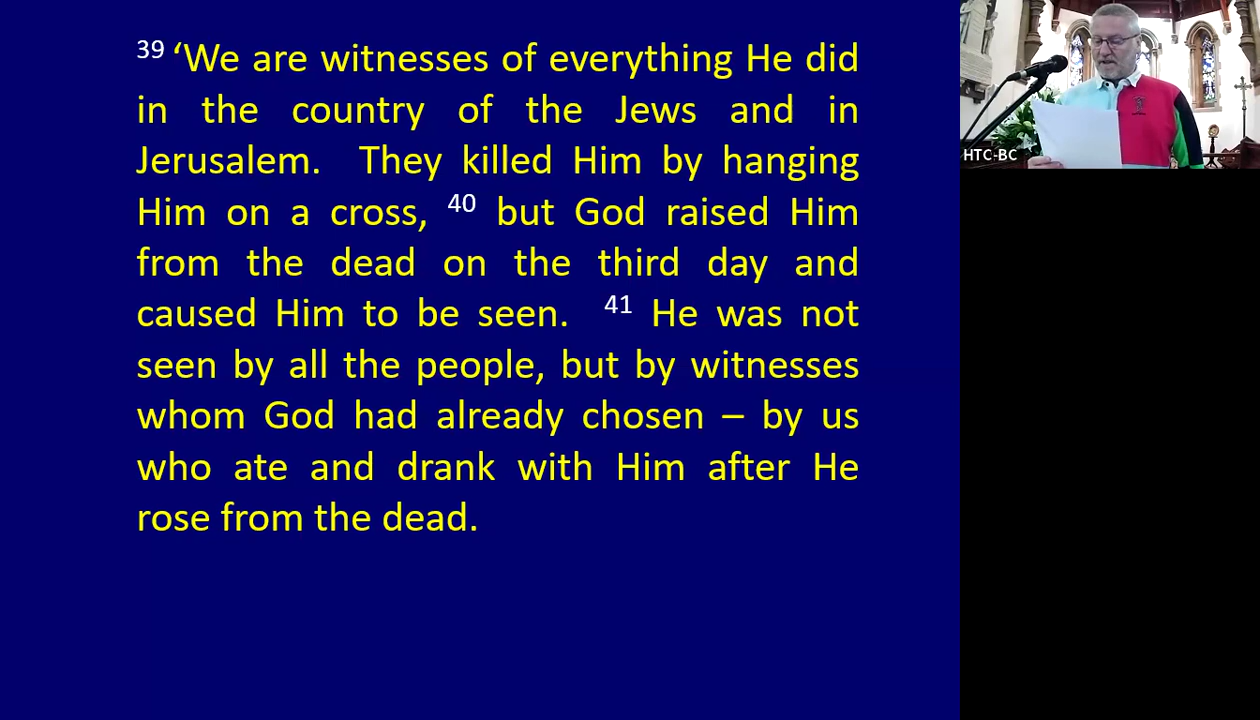 39 ‘We are witnesses of everything He did
in the country of the Jews and in
Jerusalem. They killed Him by hanging
Him on a cross, 40 but God raised Him
from the dead on the third day and
caused Him to be seen. 41 He was not
seen by all the people, but by witnesses
whom God had already chosen – by us
who ate and drank with Him after He
rose from the dead.
HTC-BC